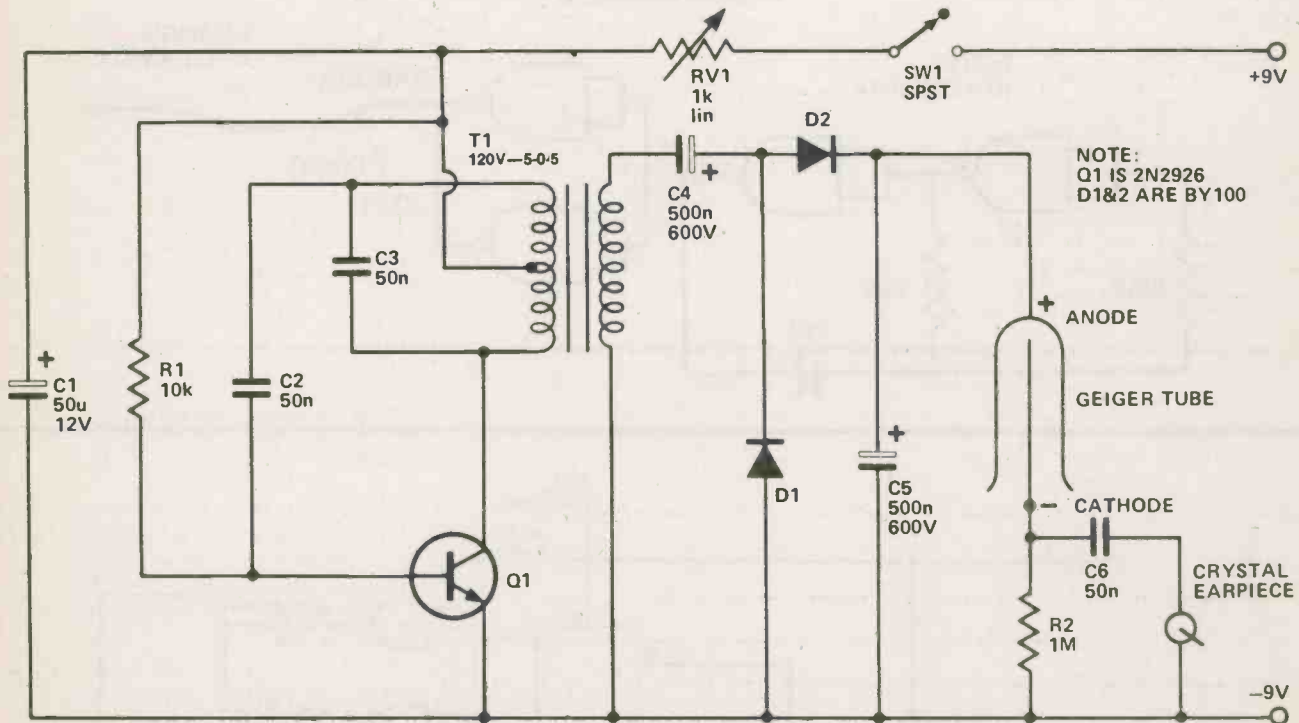 RV1
1k
lin
SW1
SPST
+9V
T1
120V—5-0-5
D2
NOTE:
Q1 IS 2N2926
D1&2 ARE BY100
C4
500n
600V
+
C3
50n
+
ANODE
+
C1
50u
12V
R1
10k
C2
50n
GEIGER TUBE
+
C5
500n
600V
D1
– CATHODE
C6
50n
CRYSTAL
EARPIECE
Q1
R2
1M
–9V